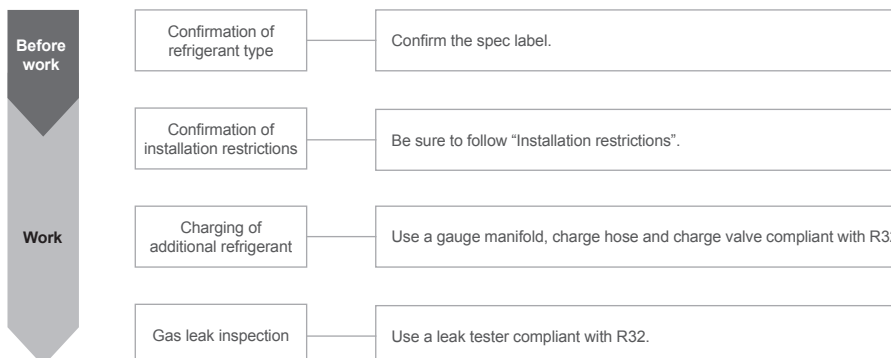 Before
work
Confirmation of
refrigerant type
Confirm the spec label.
Confirmation of
installation restrictions
Be sure to follow “Installation restrictions”.
Work
Charging of
additional refrigerant
Use a gauge manifold, charge hose and charge valve compliant with
Gas leak inspection
Use a leak tester compliant with R32.